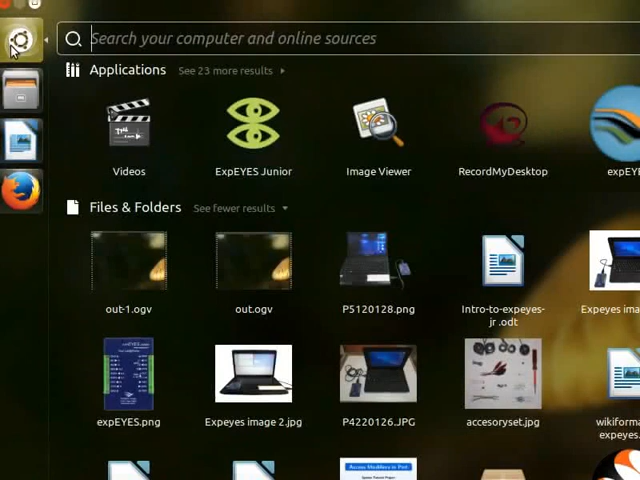 Search your computer and online sources
Applications See 23 more results
Videos
ExpEYES Junior
Image Viewer
RecordMyDesktop
expEYE
Files & Folders See fewer results
out-1.ogv
out.ogv
P5120128.png
Intro-to-expeyes-
jr .odt
Expeyes ima
expEYES.png
Expeyes image 2.jpg
P4220126.JPG
accesoryset.jpg
wikiforma
expeyes.